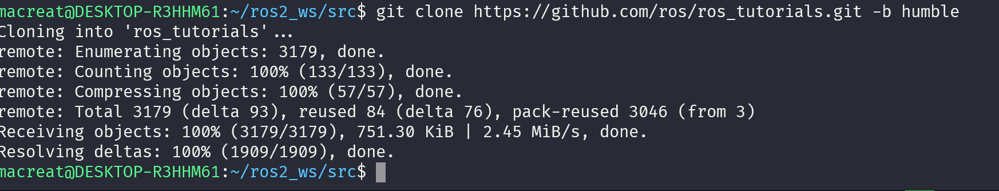 macreat@DESKTOP-R3HHM61:~/ros2_ws/src$ git clone https://github.com/ros/ros_tutorials.git -b humble
Cloning into 'ros_tutorials'...
remote: Enumerating objects: 3179, done.
remote: Counting objects: 100% (133/133), done.
remote: Compressing objects: 100% (57/57), done.
remote: Total 3179 (delta 93), reused 84 (delta 76), pack-reused 3046 (from 3)
Receiving objects: 100% (3179/3179), 751.30 KiB | 2.45 MiB/s, done.
Resolving deltas: 100% (1909/1909), done.
macreat@DESKTOP-R3HHM61:~/ros2_ws/src$